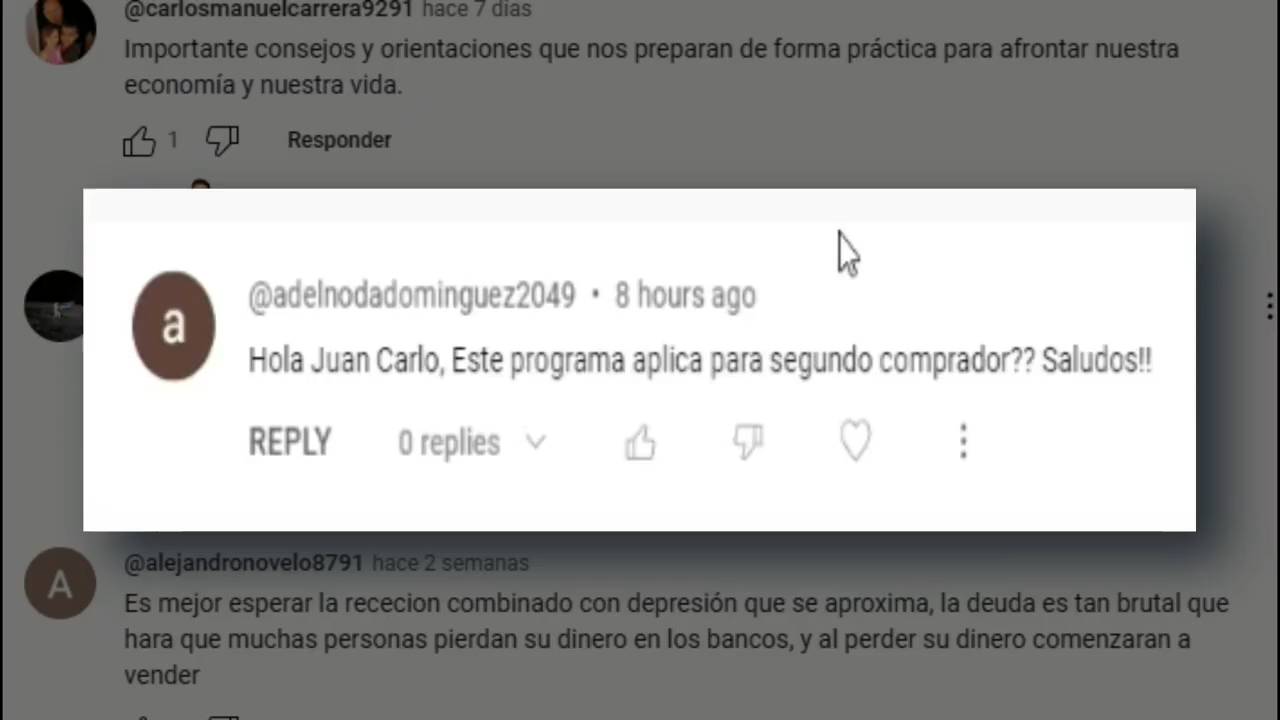 @carlosmanuelcarrera9291 hace 7 días
Importante consejos y orientaciones que nos preparan de forma práctica para afrontar nuestra
economía y nuestra vida.
1 Responder
a
@adelnodadominguez2049 • 8 hours ago
Hola Juan Carlo, Este programa aplica para segundo comprador?? Saludos!!
REPLY 0 replies
A
@alejandronovelo8791 hace 2 semanas
Es mejor esperar la rececion combinado con depresión que se aproxima, la deuda es tan brutal que
hara que muchas personas pierdan su dinero en los bancos, y al perder su dinero comenzaran a
vender